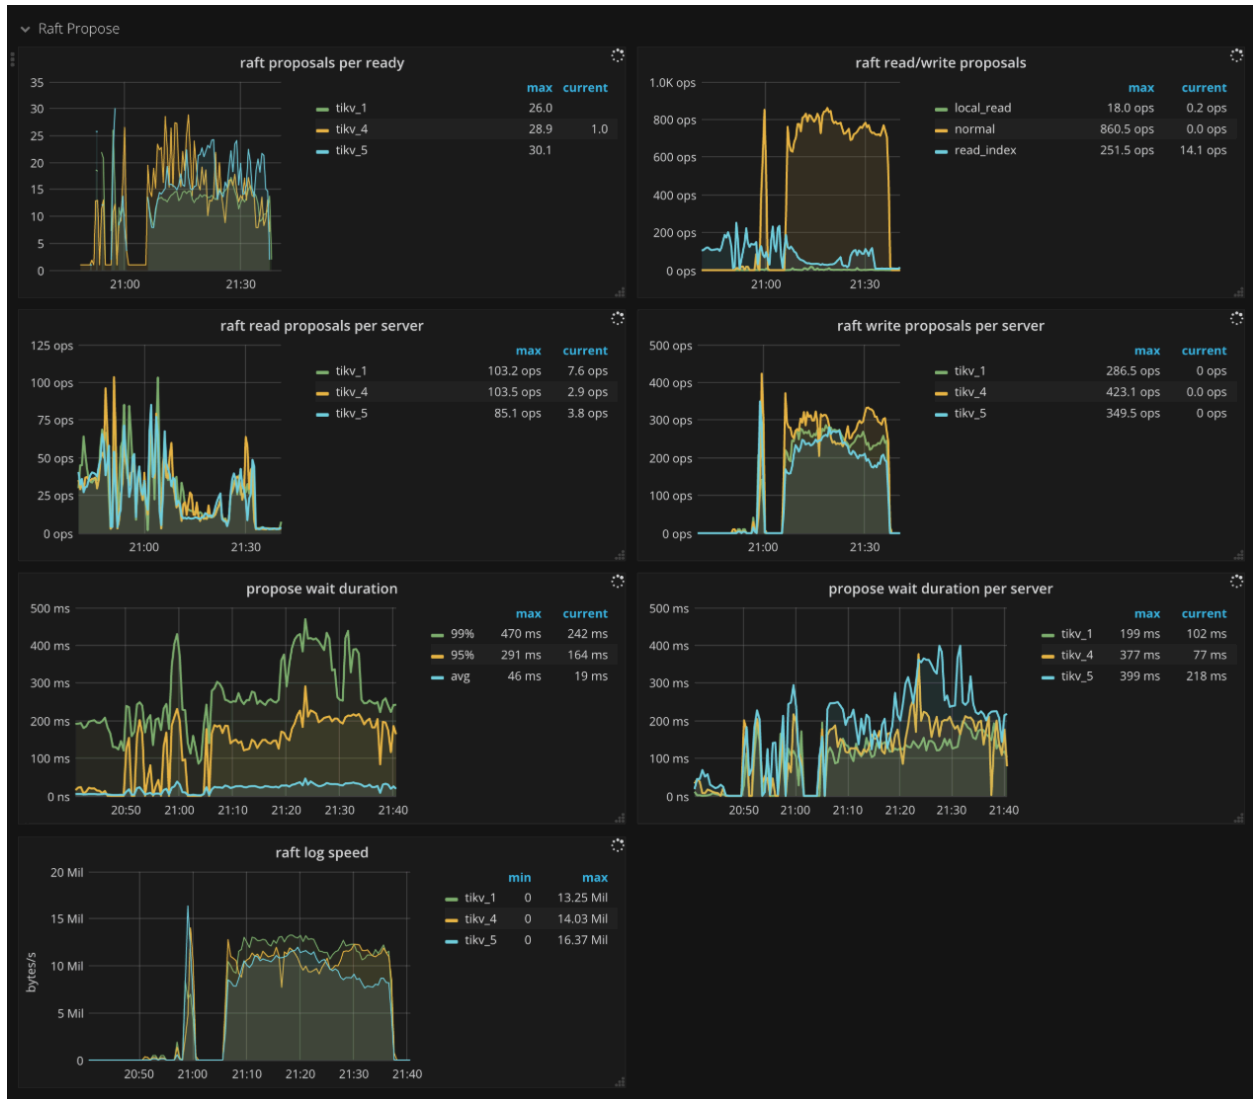 Raft Propose
raft proposals per ready
max current
35
30
25
20
15
10
5
0
21:00 21:30
tikv_1 26.0
tikv_4 28.9 1.0
tikv_5 30.1
raft read/write proposals
max current
1.0K ops
800 ops
600 ops
400 ops
200 ops
0 ops
21:00 21:30
local_read 18.0 ops 0.2 ops
normal 860.5 ops 0.0 ops
read_index 251.5 ops 14.1 ops
raft read proposals per server
max current
125 ops
100 ops
75 ops
50 ops
25 ops
0 ops
21:00 21:30
tikv_1 103.2 ops 7.6 ops
tikv_4 103.5 ops 2.9 ops
tikv_5 85.1 ops 3.8 ops
raft write proposals per server
max current
500 ops
400 ops
300 ops
200 ops
100 ops
0 ops
21:00 21:30
tikv_1 286.5 ops 0 ops
tikv_4 423.1 ops 0.0 ops
tikv_5 349.5 ops 0 ops
propose wait duration
max current
500 ms
400 ms
300 ms
200 ms
100 ms
0 ns
20:50 21:00 21:10 21:20 21:30 21:40
99% 470 ms 242 ms
95% 291 ms 164 ms
avg 46 ms 19 ms
propose wait duration per server
max current
500 ms
400 ms
300 ms
200 ms
100 ms
0 ns
20:50 21:00 21:10 21:20 21:30 21:40
tikv_1 199 ms 102 ms
tikv_4 377 ms 77 ms
tikv_5 399 ms 218 ms
raft log speed
min max
bytes/s
20 Mil
15 Mil
10 Mil
5 Mil
0
20:50 21:00 21:10 21:20 21:30 21:40
tikv_1 0 13.25 Mil
tikv_4 0 14.03 Mil
tikv_5 0 16.37 Mil